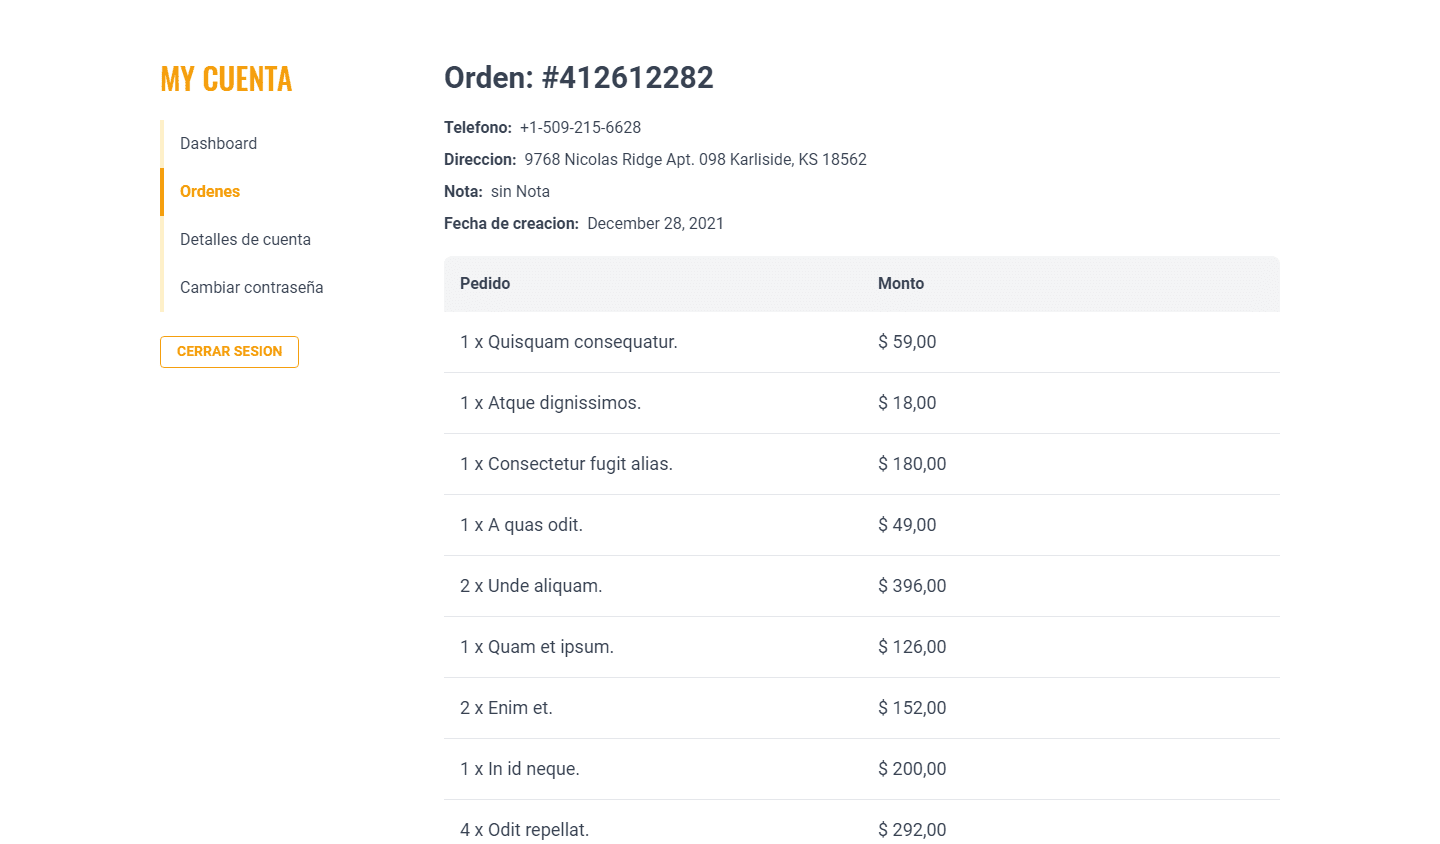 MY CUENTA
Dashboard
Ordenes
Detalles de cuenta
Cambiar contraseña
CERRAR SESION
Orden: #412612282
Telefono: +1-509-215-6628
Direccion: 9768 Nicolas Ridge Apt. 098 Karliside, KS 18562
Nota: sin Nota
Fecha de creacion: December 28, 2021
Pedido Monto
1 x Quisquam consequatur. $ 59,00
1 x Atque dignissimos. $ 18,00
1 x Consectetur fugit alias. $ 180,00
1 x A quas odit. $ 49,00
2 x Unde aliquam. $ 396,00
1 x Quam et ipsum. $ 126,00
2 x Enim et. $ 152,00
1 x In id neque. $ 200,00
4 x Odit repellat. $ 292,00